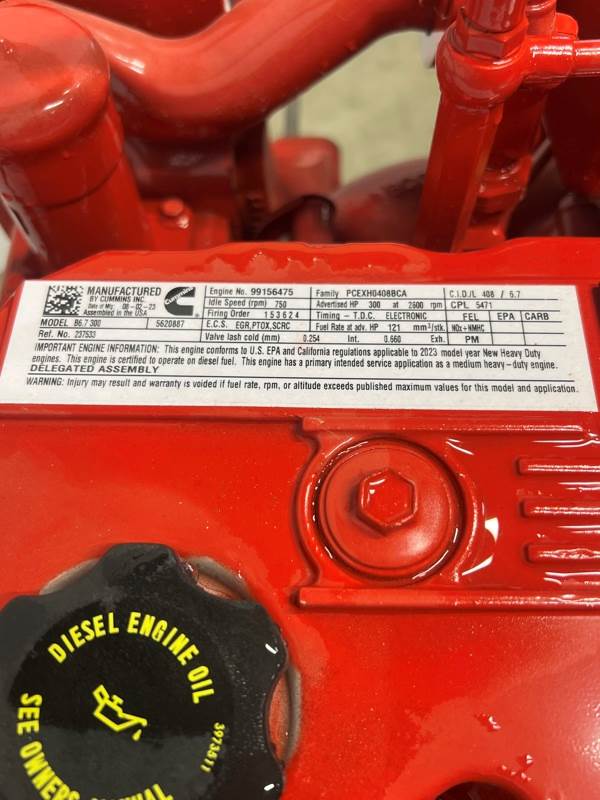 MANUFACTURED
BY CUMMINS INC.
Date of Mfg. 08-02-23
Assembled in the USA
Cummins
MODEL B6.7 300 5620887
Ref. No. 237533
Engine No. 99156475
Idle Speed (rpm) 750
Firing Order 1 5 3 6 2 4
E.C.S. EGR,PTOX,SCRC
Valve lash cold (mm) 0.254 Int. 0.660 Exh.
Family PCEXH0408BCA
Advertised HP 300 at 2600 rpm
Timing - T.D.C. ELECTRONIC
Fuel Rate at adv. HP 121 mm³/stk.
C.I.D./L 408 / 6.7
CPL 5471
FEL EPA CARB
NOx+NMHC
PM
IMPORTANT ENGINE INFORMATION: This engine conforms to U.S. EPA and California regulations applicable to 2023 model year New Heavy Duty
engines. This engine is certified to operate on diesel fuel. This engine has a primary intended service application as a medium heavy-duty engine.
DELEGATED ASSEMBLY
WARNING: Injury may result and warranty is voided if fuel rate, rpm, or altitude exceeds published maximum values for this model and application.
DIESEL ENGINE OIL
SEE OWNERS
3973511